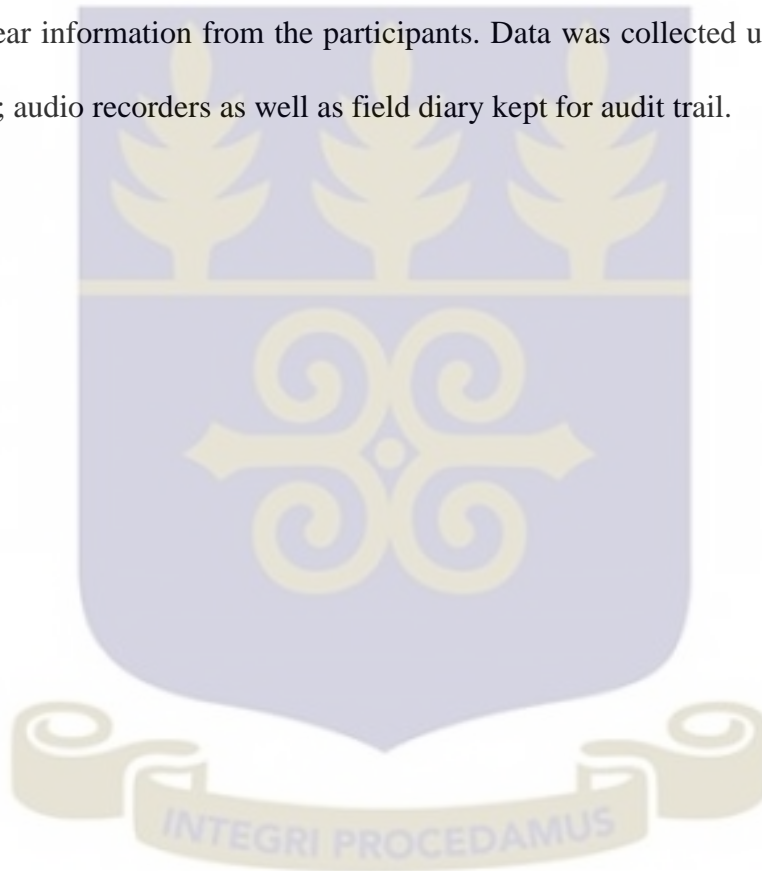 ear information from the participants. Data was collected u
; audio recorders as well as field diary kept for audit trail.
INTEGRI PROCEDAMUS